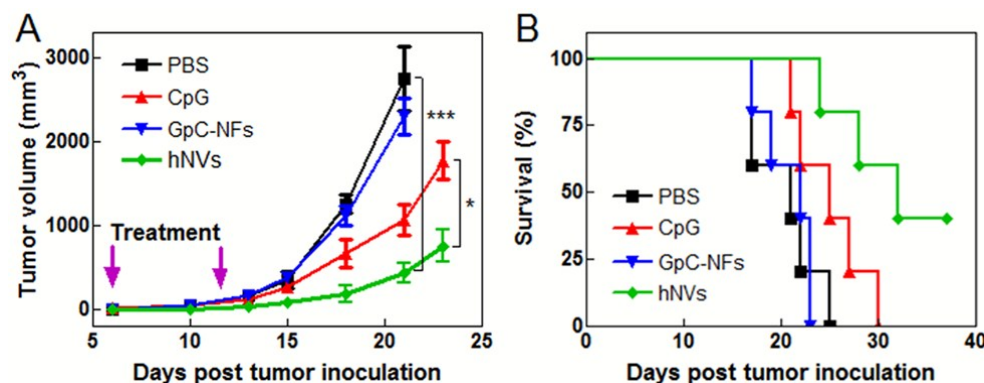 A
Tumor volume (mm³)
3000
2000
1000
0
PBS
CpG
GpC-NFs
hNVs
Treatment
***
*
5 10 15 20 25
Days post tumor inoculation
B
Survival (%)
100
75
50
25
0
PBS
CpG
GpC-NFs
hNVs
0 10 20 30 40
Days post tumor inoculation